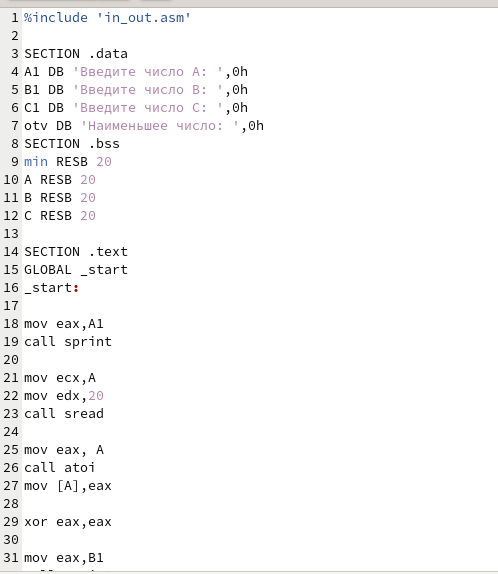 1 %include 'in_out.asm'
2
3 SECTION .data
4 A1 DB 'Введите число A: ',0h
5 B1 DB 'Введите число B: ',0h
6 C1 DB 'Введите число C: ',0h
7 otv DB 'Наименьшее число: ',0h
8 SECTION .bss
9 min RESB 20
10 A RESB 20
11 B RESB 20
12 C RESB 20
13
14 SECTION .text
15 GLOBAL _start
16 _start:
17
18 mov eax,A1
19 call sprint
20
21 mov ecx,A
22 mov edx,20
23 call sread
24
25 mov eax, A
26 call atoi
27 mov [A],eax
28
29 xor eax,eax
30
31 mov eax,B1